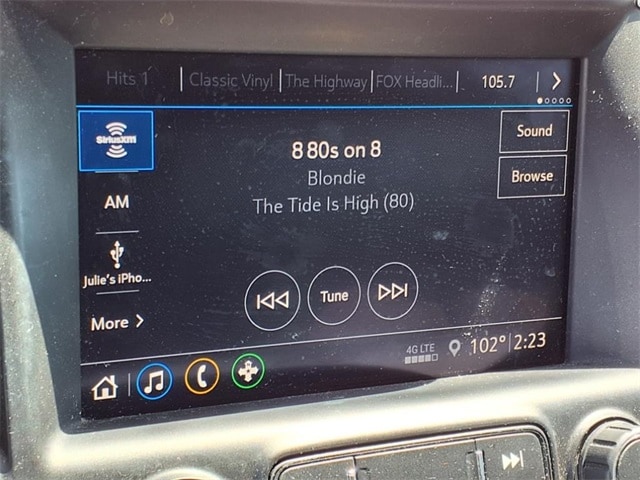 Hits 1 Classic Vinyl The Highway FOX Headli... 105.7
SiriusXM
Sound
8 80s on 8
Blondie
Browse
AM
The Tide Is High (80)
Julie's iPho...
Tune
More
4G LTE
102° 2:23